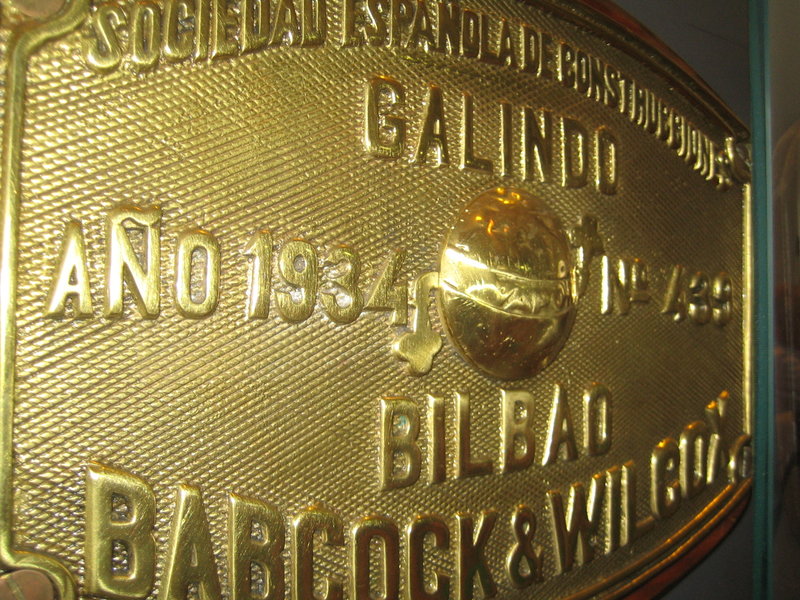 SOCIEDAD ESPAÑOLA DE CONSTRUCCIONES
GALINDO
AÑO 1934 Nº 439
BILBAO
BABCOCK & WILCOX